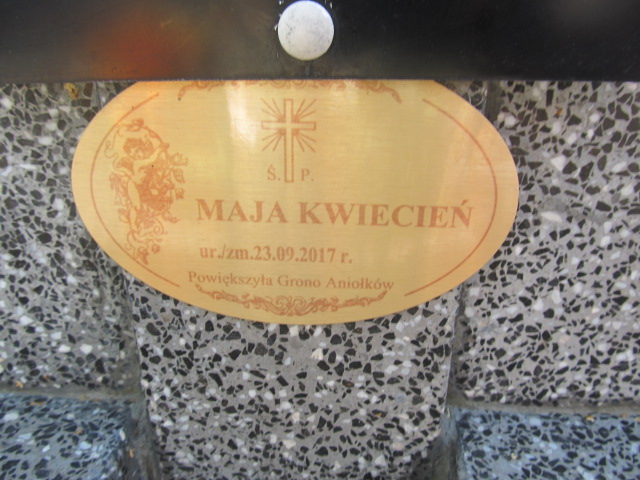 Ś. P.
MAJA KWIECIEŃ
ur./zm.23.09.2017 r.
Powiększyła Grono Aniołków